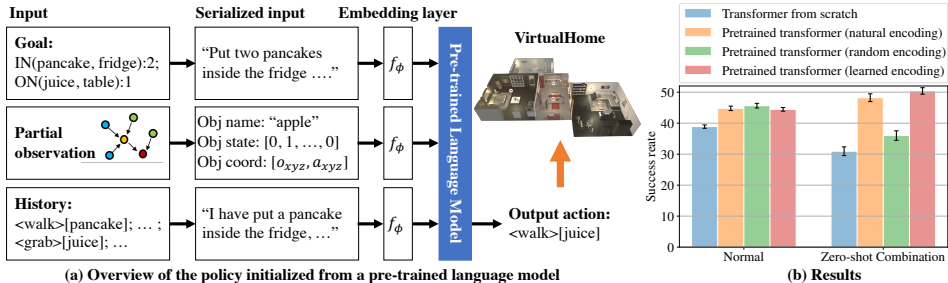 Input
Serialized input
Embedding layer
Goal:
IN(pancake, fridge):2;
ON(juice, table):1
“Put two pancakes
inside the fridge ….”
fϕ
Partial
observation
Obj name: “apple”
Obj state: [0, 1, …, 0]
Obj coord: [oxyz, axyz]
fϕ
History:
<walk>[pancake]; … ;
<grab>[juice]; …
“I have put a pancake
inside the fridge, …”
fϕ
Pre-trained Language Model
VirtualHome
Output action:
<walk>[juice]
(a) Overview of the policy initialized from a pre-trained language model
Transformer from scratch
Pretrained transformer (natural encoding)
Pretrained transformer (random encoding)
Pretrained transformer (learned encoding)
Success reate
50
40
30
20
10
0
Normal
Zero-shot Combination
(b) Results